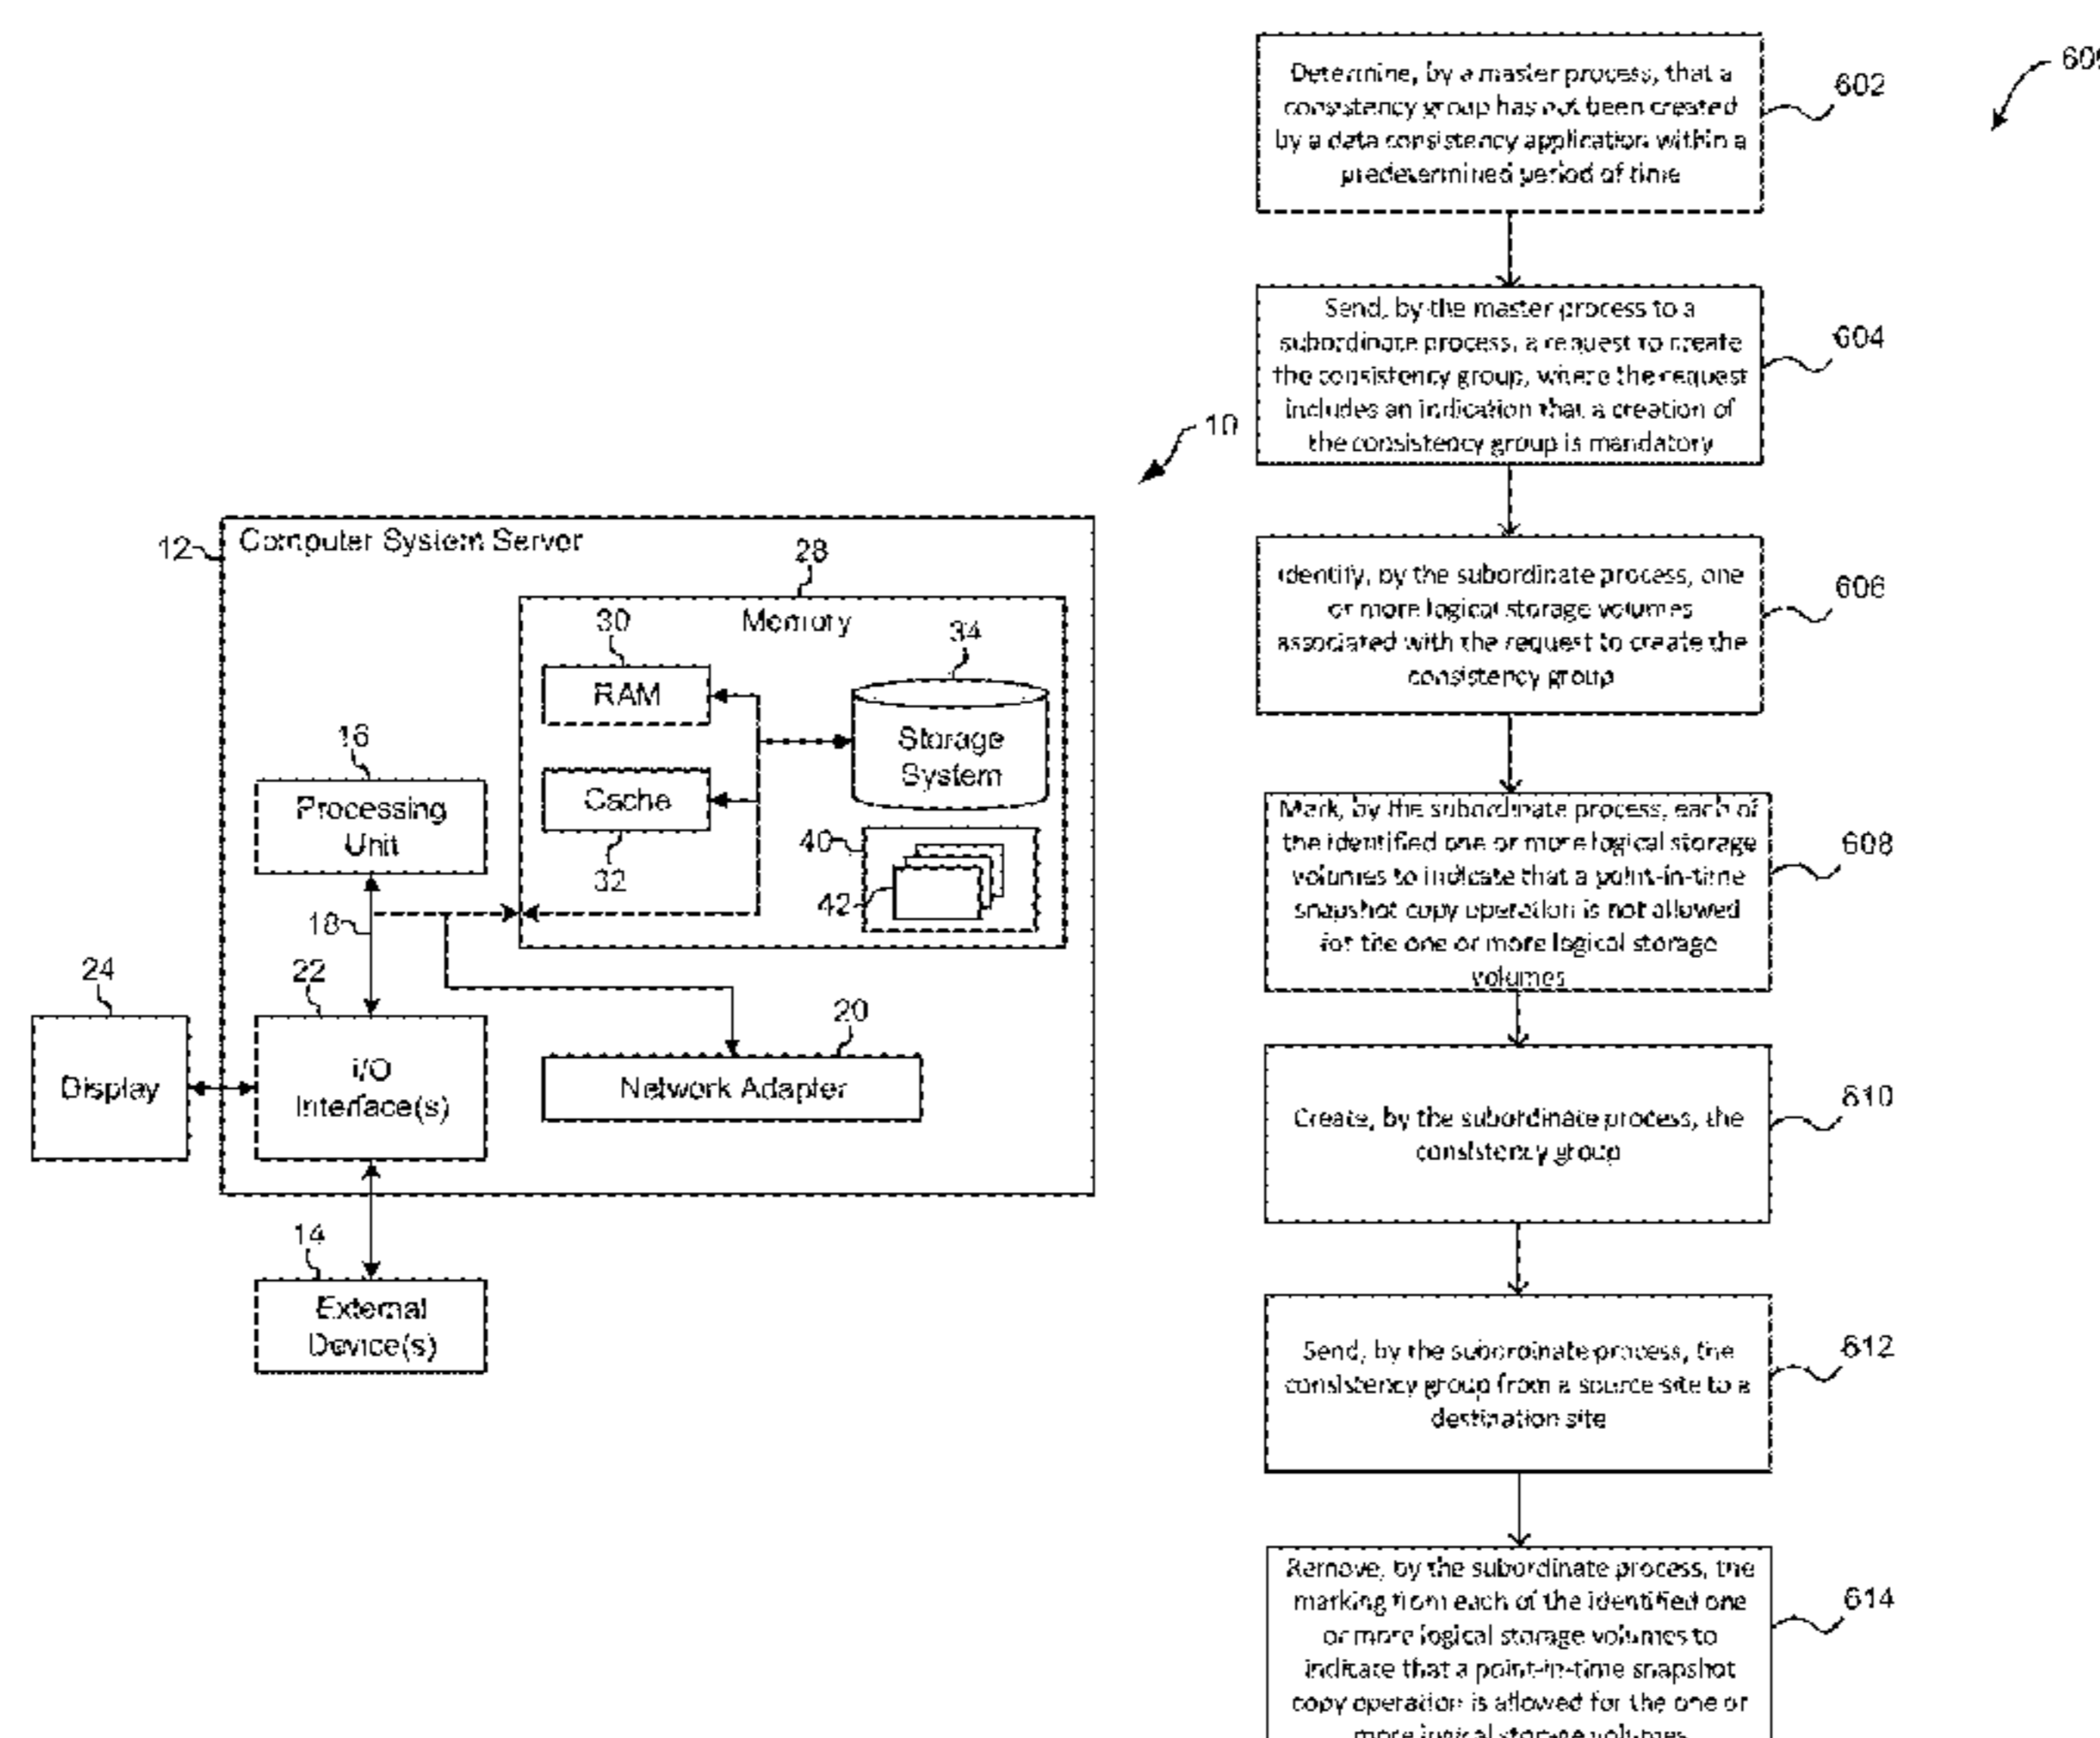 10
12
Computer System Server
28
Memory
30
RAM
34
Storage
System
Cache
32
40
42
16
Processing
Unit
18
24
Display
22
I/O
Interface(s)
20
Network Adapter
14
External
Device(s)
600
Determine, by a master process, that a
consistency group has not been created
by a data consistency application within a
predetermined period of time
602
Send, by the master process to a
subordinate process, a request to create
the consistency group, where the request
includes an indication that a creation of
the consistency group is mandatory
604
Identify, by the subordinate process, one
or more logical storage volumes
associated with the request to create the
consistency group
606
Mark, by the subordinate process, each of
the identified one or more logical storage
volumes to indicate that a point-in-time
snapshot copy operation is not allowed
for the one or more logical storage
volumes
608
Create, by the subordinate process, the
consistency group
610
Send, by the subordinate process, the
consistency group from a source site to a
destination site
612
Remove, by the subordinate process, the
marking from each of the identified one
or more logical storage volumes to
indicate that a point-in-time snapshot
copy operation is allowed for the one or
more logical storage volumes
614